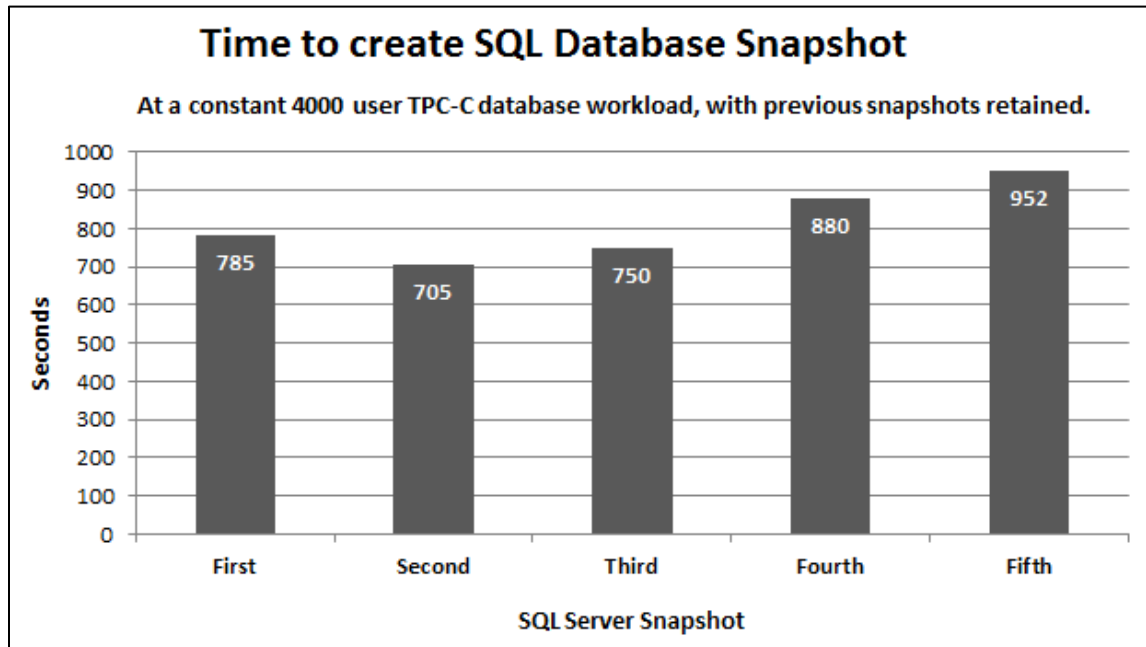 Time to create SQL Database Snapshot
At a constant 4000 user TPC-C database workload, with previous snapshots retained.
1000
900
800
700
600
500
400
300
200
100
0
Seconds
785
705
750
880
952
First
Second
Third
Fourth
Fifth
SQL Server Snapshot